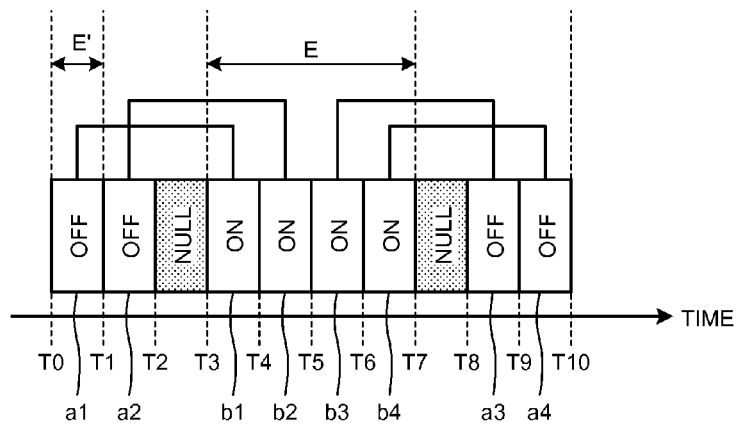 E' E
OFF OFF NULL ON ON ON ON NULL OFF OFF
TIME
T0 T1 T2 T3 T4 T5 T6 T7 T8 T9 T10
a1 a2 b1 b2 b3 b4 a3 a4